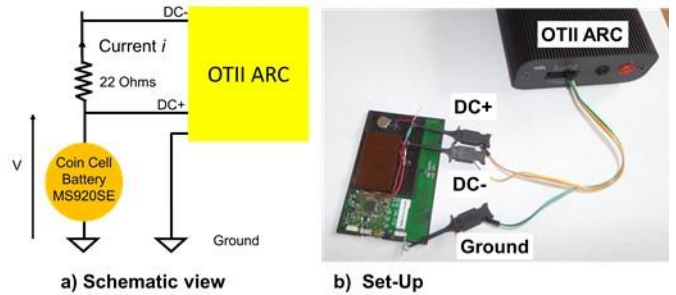 DC-
Current i
22 Ohms
OTII ARC
DC+
V
Coin Cell
Battery
MS920SE
Ground
a) Schematic view
OTII ARC
DC+
DC-
Ground
b) Set-Up